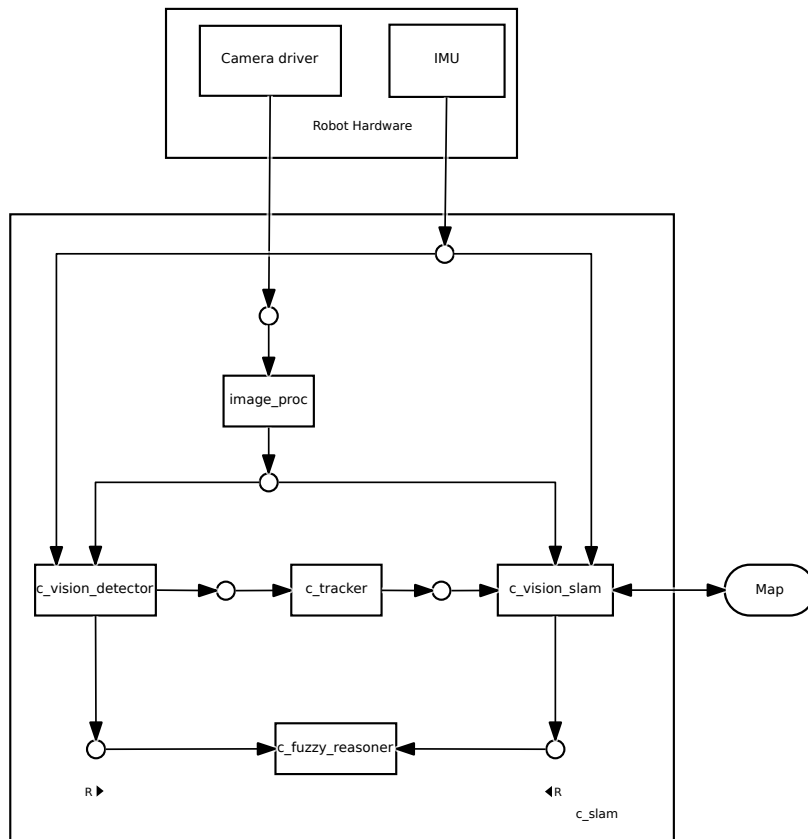 Camera driver
IMU
Robot Hardware
image_proc
c_vision_detector
c_tracker
c_vision_slam
Map
c_fuzzy_reasoner
R
R
c_slam